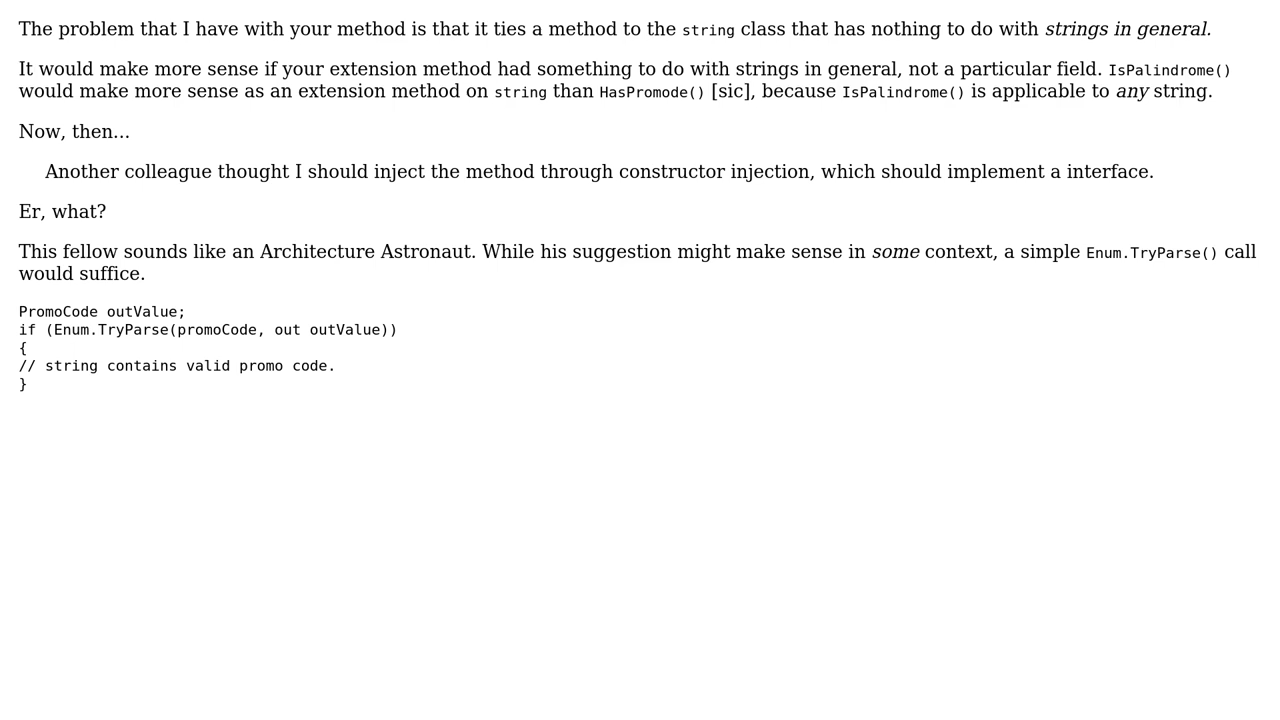 The problem that I have with your method is that it ties a method to the string class that has nothing to do with strings in general.
It would make more sense if your extension method had something to do with strings in general, not a particular field. IsPalindrome()
would make more sense as an extension method on string than HasPromode() [sic], because IsPalindrome() is applicable to any string.
Now, then...
Another colleague thought I should inject the method through constructor injection, which should implement a interface.
Er, what?
This fellow sounds like an Architecture Astronaut. While his suggestion might make sense in some context, a simple Enum.TryParse() call
would suffice.
PromoCode outValue;
if (Enum.TryParse(promoCode, out outValue))
{
// string contains valid promo code.
}